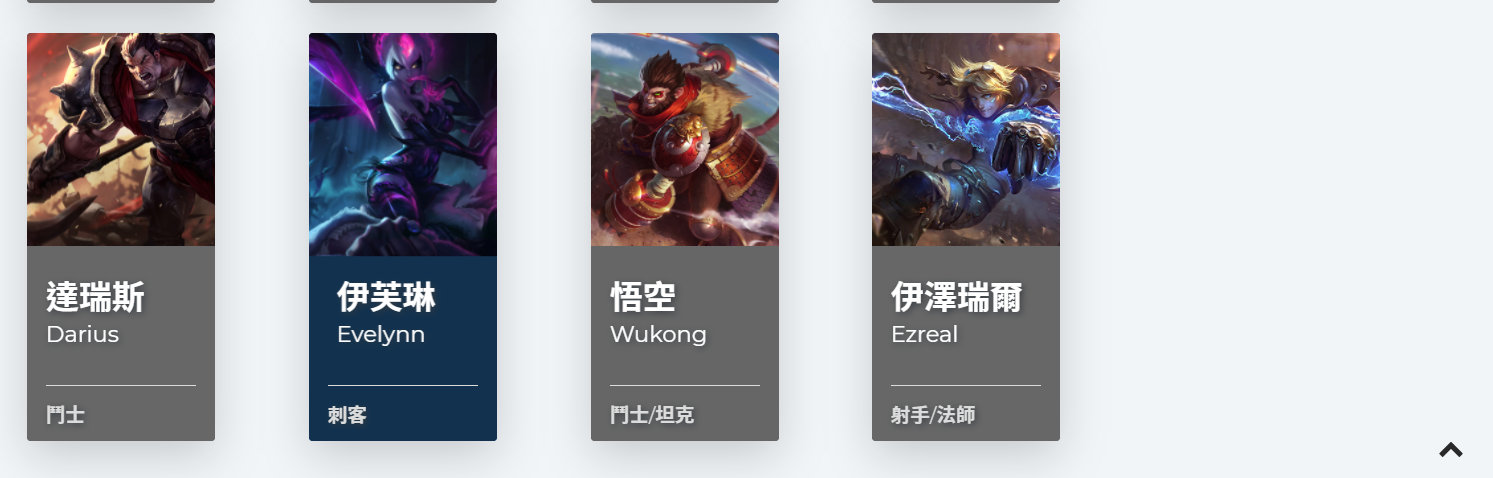 達瑞斯
Darius
鬥士
伊芙琳
Evelynn
刺客
悟空
Wukong
鬥士/坦克
伊澤瑞爾
Ezreal
射手/法師